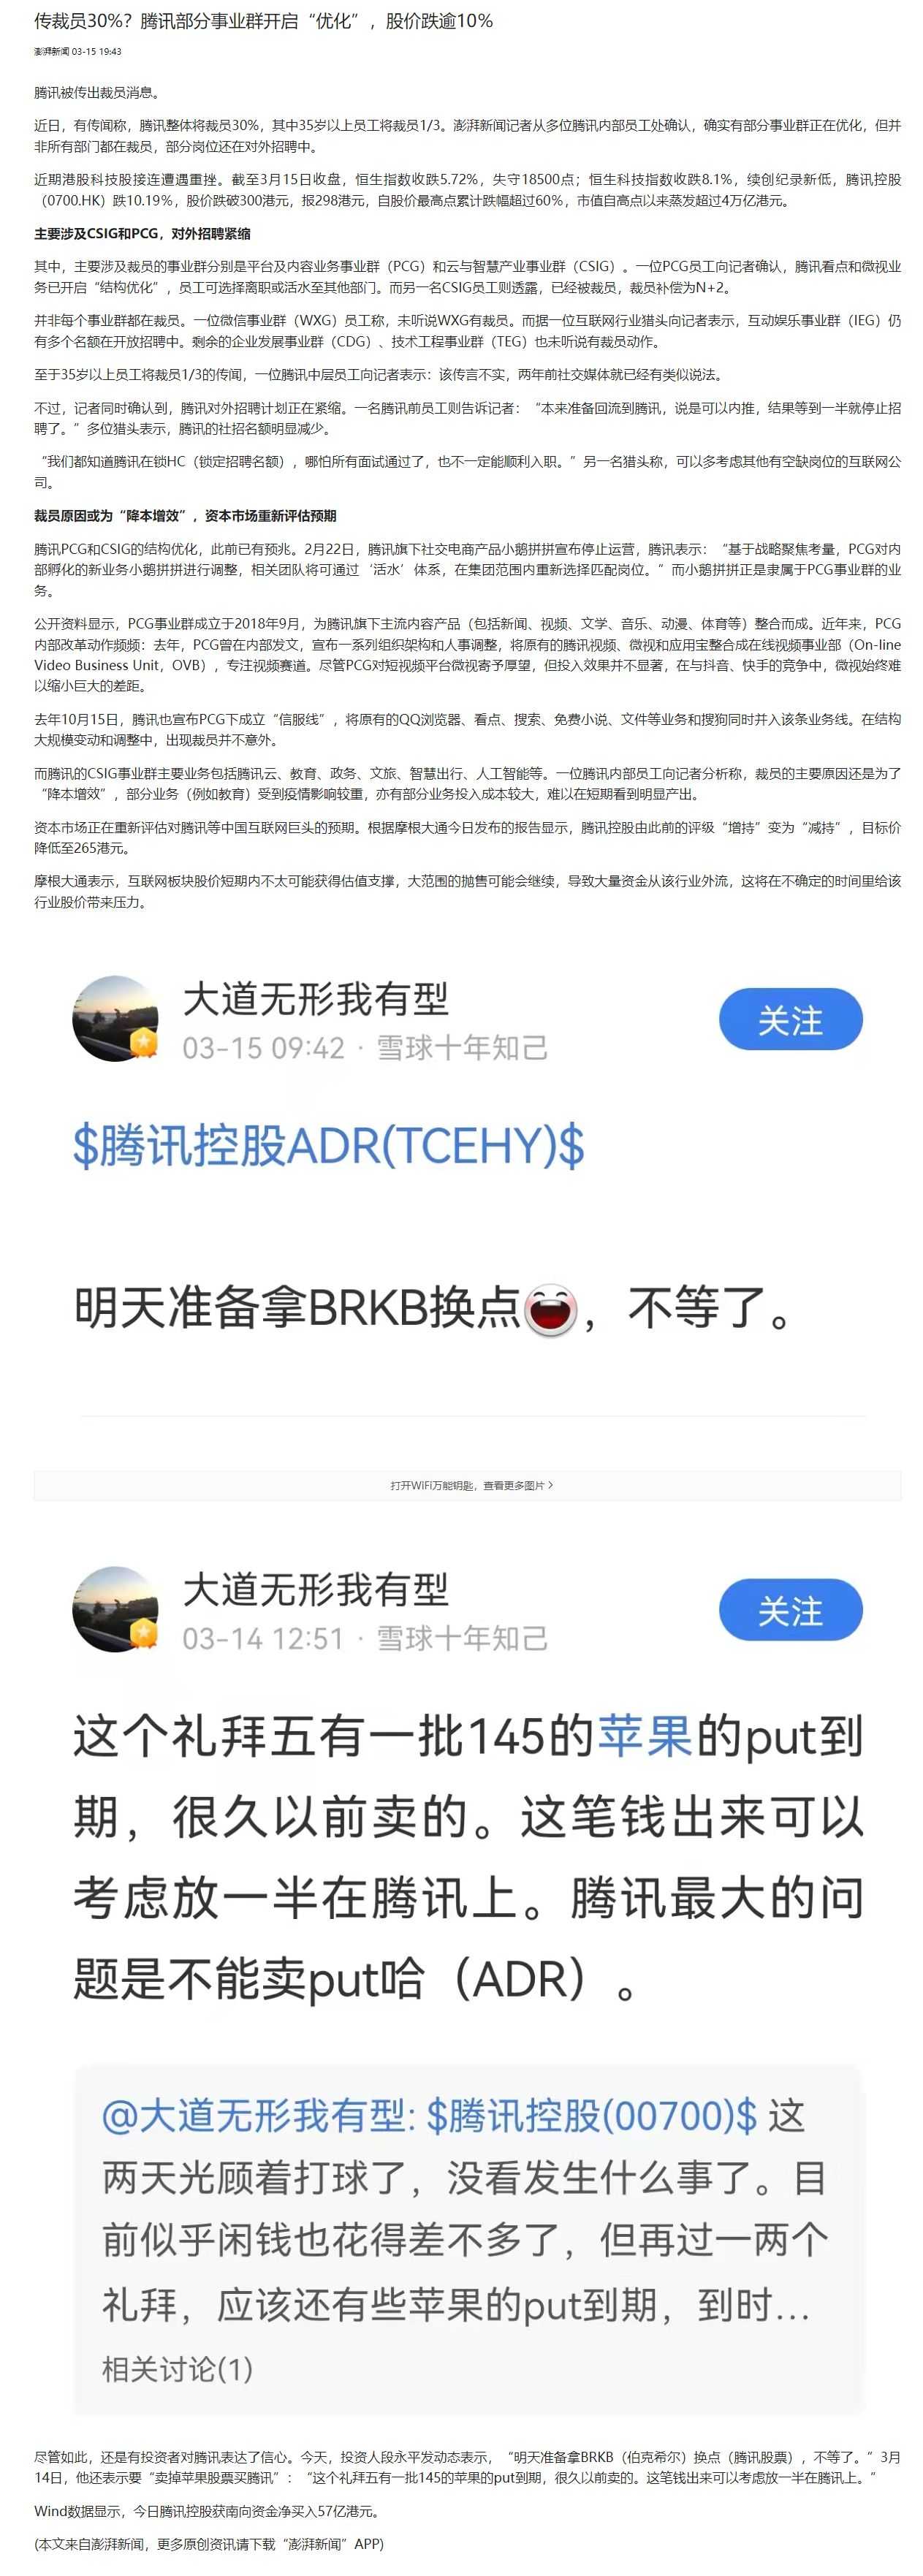 传裁员30%？腾讯部分事业群开启“优化”，股价跌逾10%
澎湃新闻 03-15 19:43
腾讯被传出裁员消息。
近日，有传闻称，腾讯整体将裁员30%，其中35岁以上员工将裁员1/3。澎湃新闻记者从多位腾讯内部员工处确认，确实有部分事业群正在优化，但并
非所有部门都在裁员，部分岗位还在对外招聘中。
近期港股科技股接连遭遇重挫。截至3月15日收盘，恒生指数收跌5.72%，失守18500点；恒生科技指数收跌8.1%，续创纪录新低，腾讯控股
（0700.HK）跌10.19%，股价跌破300港元，报298港元，自股价最高点累计跌幅超过60%，市值自高点以来蒸发超过4万亿港元。
主要涉及CSIG和PCG，对外招聘紧缩
其中，主要涉及裁员的事业群分别是平台及内容业务事业群（PCG）和云与智慧产业事业群（CSIG）。一位PCG员工向记者确认，腾讯看点和微视业
务已开启“结构优化”，员工可选择离职或活水至其他部门。而另一名CSIG员工则透露，已经被裁员，裁员补偿为N+2。
并非每个事业群都在裁员。一位微信事业群（WXG）员工称，未听说WXG有裁员。而据一位互联网行业猎头向记者表示，互动娱乐事业群（IEG）仍
有多个名额在开放招聘中。剩余的企业发展事业群（CDG）、技术工程事业群（TEG）也未听说有裁员动作。
至于35岁以上员工将裁员1/3的传闻，一位腾讯中层员工向记者表示：该传言不实，两年前社交媒体就已经有类似说法。
不过，记者同时确认到，腾讯对外招聘计划正在紧缩。一名腾讯前员工则告诉记者：“本来准备回流到腾讯，说是可以内推，结果等到一半就停止招
聘了。”多位猎头表示，腾讯的社招名额明显减少。
“我们都知道腾讯在锁HC（锁定招聘名额），哪怕所有面试通过了，也不一定能顺利入职。”另一名猎头称，可以多考虑其他有空缺岗位的互联网公
司。
裁员原因或为“降本增效”，资本市场重新评估预期
腾讯PCG和CSIG的结构优化，此前已有预兆。2月22日，腾讯旗下社交电商产品小鹅拼拼宣布停止运营，腾讯表示：“基于战略聚焦考量，PCG对内
部孵化的新业务小鹅拼拼进行调整，相关团队将可通过‘活水’体系，在集团范围内重新选择匹配岗位。”而小鹅拼拼正是隶属于PCG事业群的业
务。
公开资料显示，PCG事业群成立于2018年9月，为腾讯旗下主流内容产品（包括新闻、视频、文学、音乐、动漫、体育等）整合而成。近年来，PCG
内部改革动作频频：去年，PCG曾在内部发文，宣布一系列组织架构和人事调整，将原有的腾讯视频、微视和应用宝整合成在线视频事业部（On-line
Video Business Unit，OVB），专注视频赛道。尽管PCG对短视频平台微视寄予厚望，但投入效果并不显著，在与抖音、快手的竞争中，微视始终难
以缩小巨大的差距。
去年10月15日，腾讯也宣布PCG下成立“信服线”，将原有的QQ浏览器、看点、搜索、免费小说、文件等业务和搜狗同时并入该条业务线。在结构
大规模变动和调整中，出现裁员并不意外。
而腾讯的CSIG事业群主要业务包括腾讯云、教育、政务、文旅、智慧出行、人工智能等。一位腾讯内部员工向记者分析称，裁员的主要原因还是为了
“降本增效”，部分业务（例如教育）受到疫情影响较重，亦有部分业务投入成本较大，难以在短期看到明显产出。
资本市场正在重新评估对腾讯等中国互联网巨头的预期。根据摩根大通今日发布的报告显示，腾讯控股由此前的评级“增持”变为“减持”，目标价
降低至265港元。
摩根大通表示，互联网板块股价短期内不太可能获得估值支撑，大范围的抛售可能会继续，导致大量资金从该行业外流，这将在不确定的时间里给该
行业股价带来压力。
大道无形我有型
关注
03-15 09:42 · 雪球十年知己
$腾讯控股ADR(TCEHY)$
明天准备拿BRKB换点，不等了。
打开WiFi万能钥匙，查看更多图片 >
大道无形我有型
关注
03-14 12:51 · 雪球十年知己
这个礼拜五有一批145的苹果的put到
期，很久以前卖的。这笔钱出来可以
考虑放一半在腾讯上。腾讯最大的问
题是不能卖put哈（ADR）。
@大道无形我有型: $腾讯控股(00700)$ 这
两天光顾着打球了，没看发生什么事了。目
前似乎闲钱也花得差不多了，但再过一两个
礼拜，应该还有些苹果的put到期，到时...
相关讨论(1)
尽管如此，还是有投资者对腾讯表达了信心。今天，投资人段永平发动态表示，“明天准备拿BRKB（伯克希尔）换点（腾讯股票），不等了。”3月
14日，他还表示要“卖掉苹果股票买腾讯”：“这个礼拜五有一批145的苹果的put到期，很久以前卖的。这笔钱出来可以考虑放一半在腾讯上。”
Wind数据显示，今日腾讯控股获南向资金净买入57亿港元。
(本文来自澎湃新闻，更多原创资讯请下载“澎湃新闻”APP)